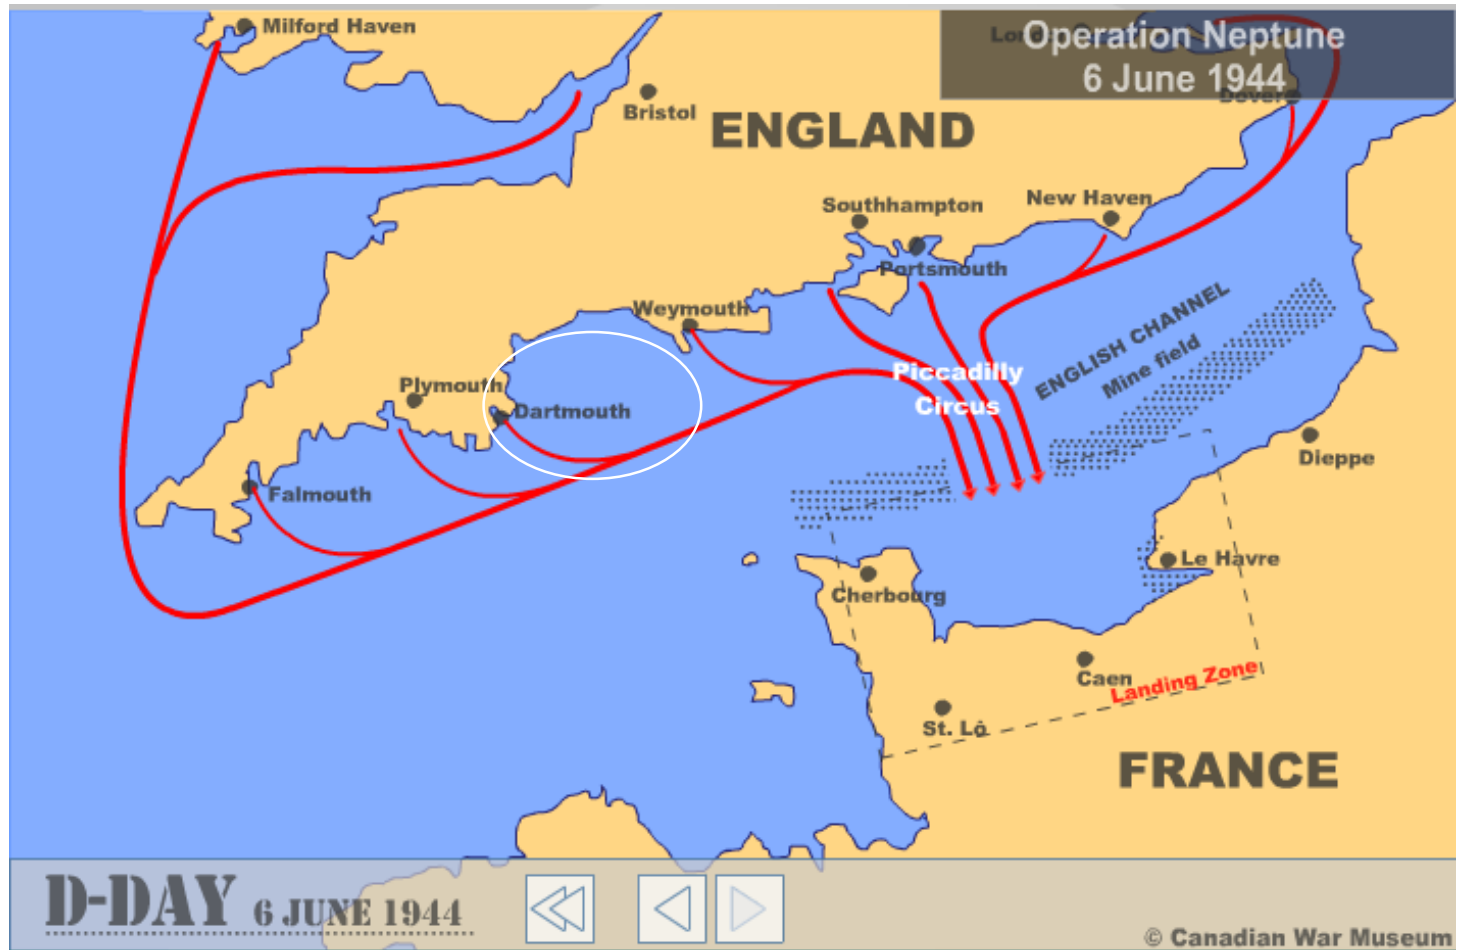 Milford Haven
Operation Neptune
6 June 1944
Dover
Bristol
ENGLAND
Southhampton
New Haven
Portsmouth
Weymouth
ENGLISH CHANNEL
Mine field
Piccadilly
Circus
Plymouth
Dartmouth
Dieppe
Falmouth
Le Havre
Cherbourg
Caen
Landing Zone
St. Lô
FRANCE
D-DAY 6 JUNE 1944
© Canadian War Museum